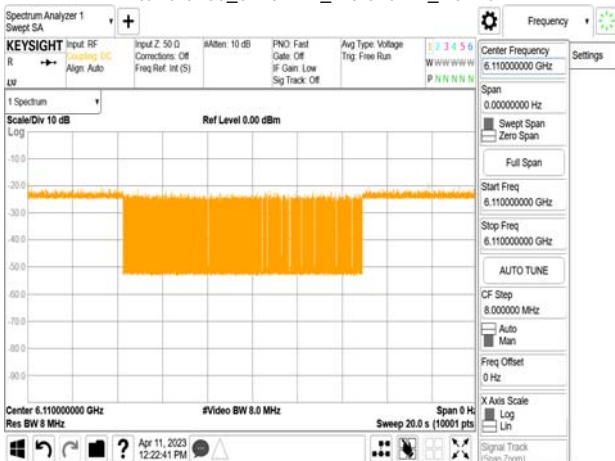 Spectrum Analyzer 1
Swept SA
+
Frequency
KEYSIGHT
R
Input: RF
Coupling: DC
Align: Auto
Input Z: 50 Ω
Corrections: Off
Freq Ref: Int (S)
#Atten: 10 dB
PNO: Fast
Gate: Off
IF Gain: Low
Sig Track: Off
Avg Type: Voltage
Trig: Free Run
1 2 3 4 5 6
W W W W W W
P N N N N N
Settings
1 Spectrum
Scale/Div 10 dB
Ref Level 0.00 dBm
Log
-10.0
-20.0
-30.0
-40.0
-50.0
-60.0
-70.0
-80.0
-90.0
Center 6.110000000 GHz
#Video BW 8.0 MHz
Span 0 Hz
Res BW 8 MHz
Sweep 20.0 s (10001 pts)
Apr 11, 2023
12:22:41 PM
?
Center Frequency
6.110000000 GHz
Span
0.00000000 Hz
Swept Span
Zero Span
Full Span
Start Freq
6.110000000 GHz
Stop Freq
6.110000000 GHz
AUTO TUNE
CF Step
8.000000 MHz
Auto
Man
Freq Offset
0 Hz
X Axis Scale
Log
Lin
Signal Track
(Span Zoom)